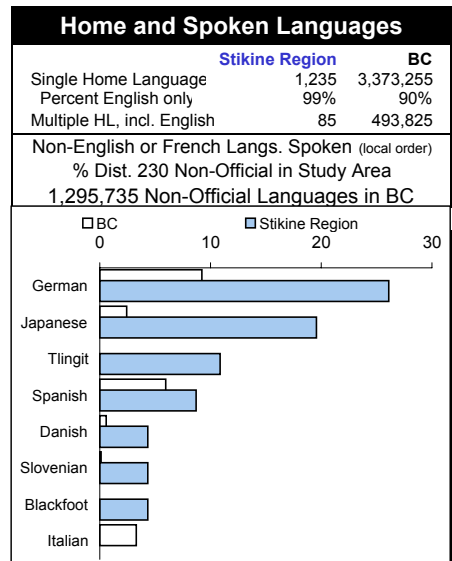 Home and Spoken Languages
Stikine Region BC
Single Home Language 1,235 3,373,255
Percent English only 99% 90%
Multiple HL, incl. English 85 493,825
Non-English or French Langs. Spoken (local order)
% Dist. 230 Non-Official in Study Area
1,295,735 Non-Official Languages in BC
BC Stikine Region
0 10 20 30
German
Japanese
Tlingit
Spanish
Danish
Slovenian
Blackfoot
Italian